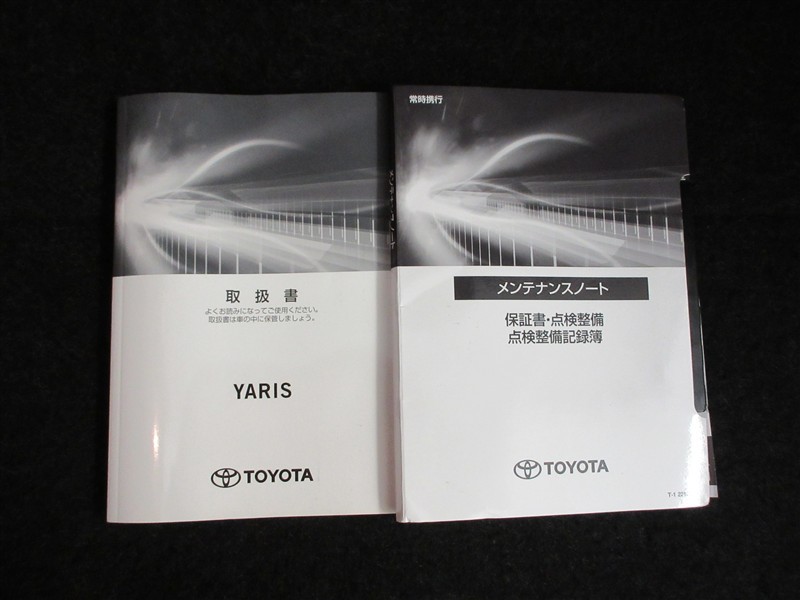 取扱書
よくお読みになってご使用ください。
取扱書は車の中に保管しましょう。
YARIS
TOYOTA
常時携行
メンテナンスノート
保証書・点検整備
点検整備記録簿
TOYOTA
T-1